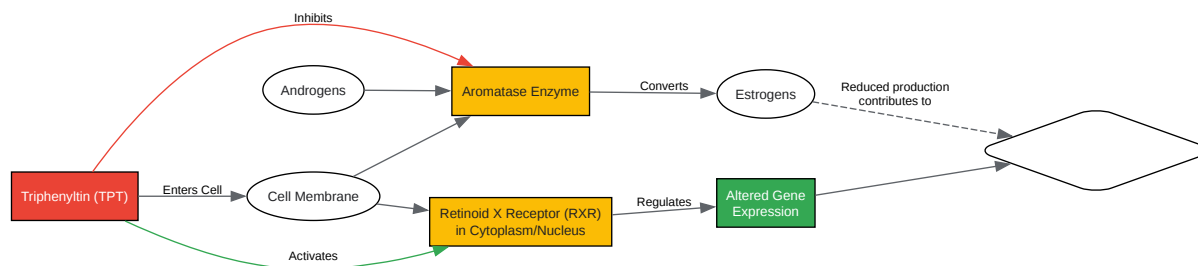 Inhibits
Androgens
Aromatase Enzyme
Converts
Estrogens
Reduced production
contributes to
Triphenyltin (TPT)
Enters Cell
Cell Membrane
Retinoid X Receptor (RXR)
in Cytoplasm/Nucleus
Regulates
Altered Gene
Expression
Activates